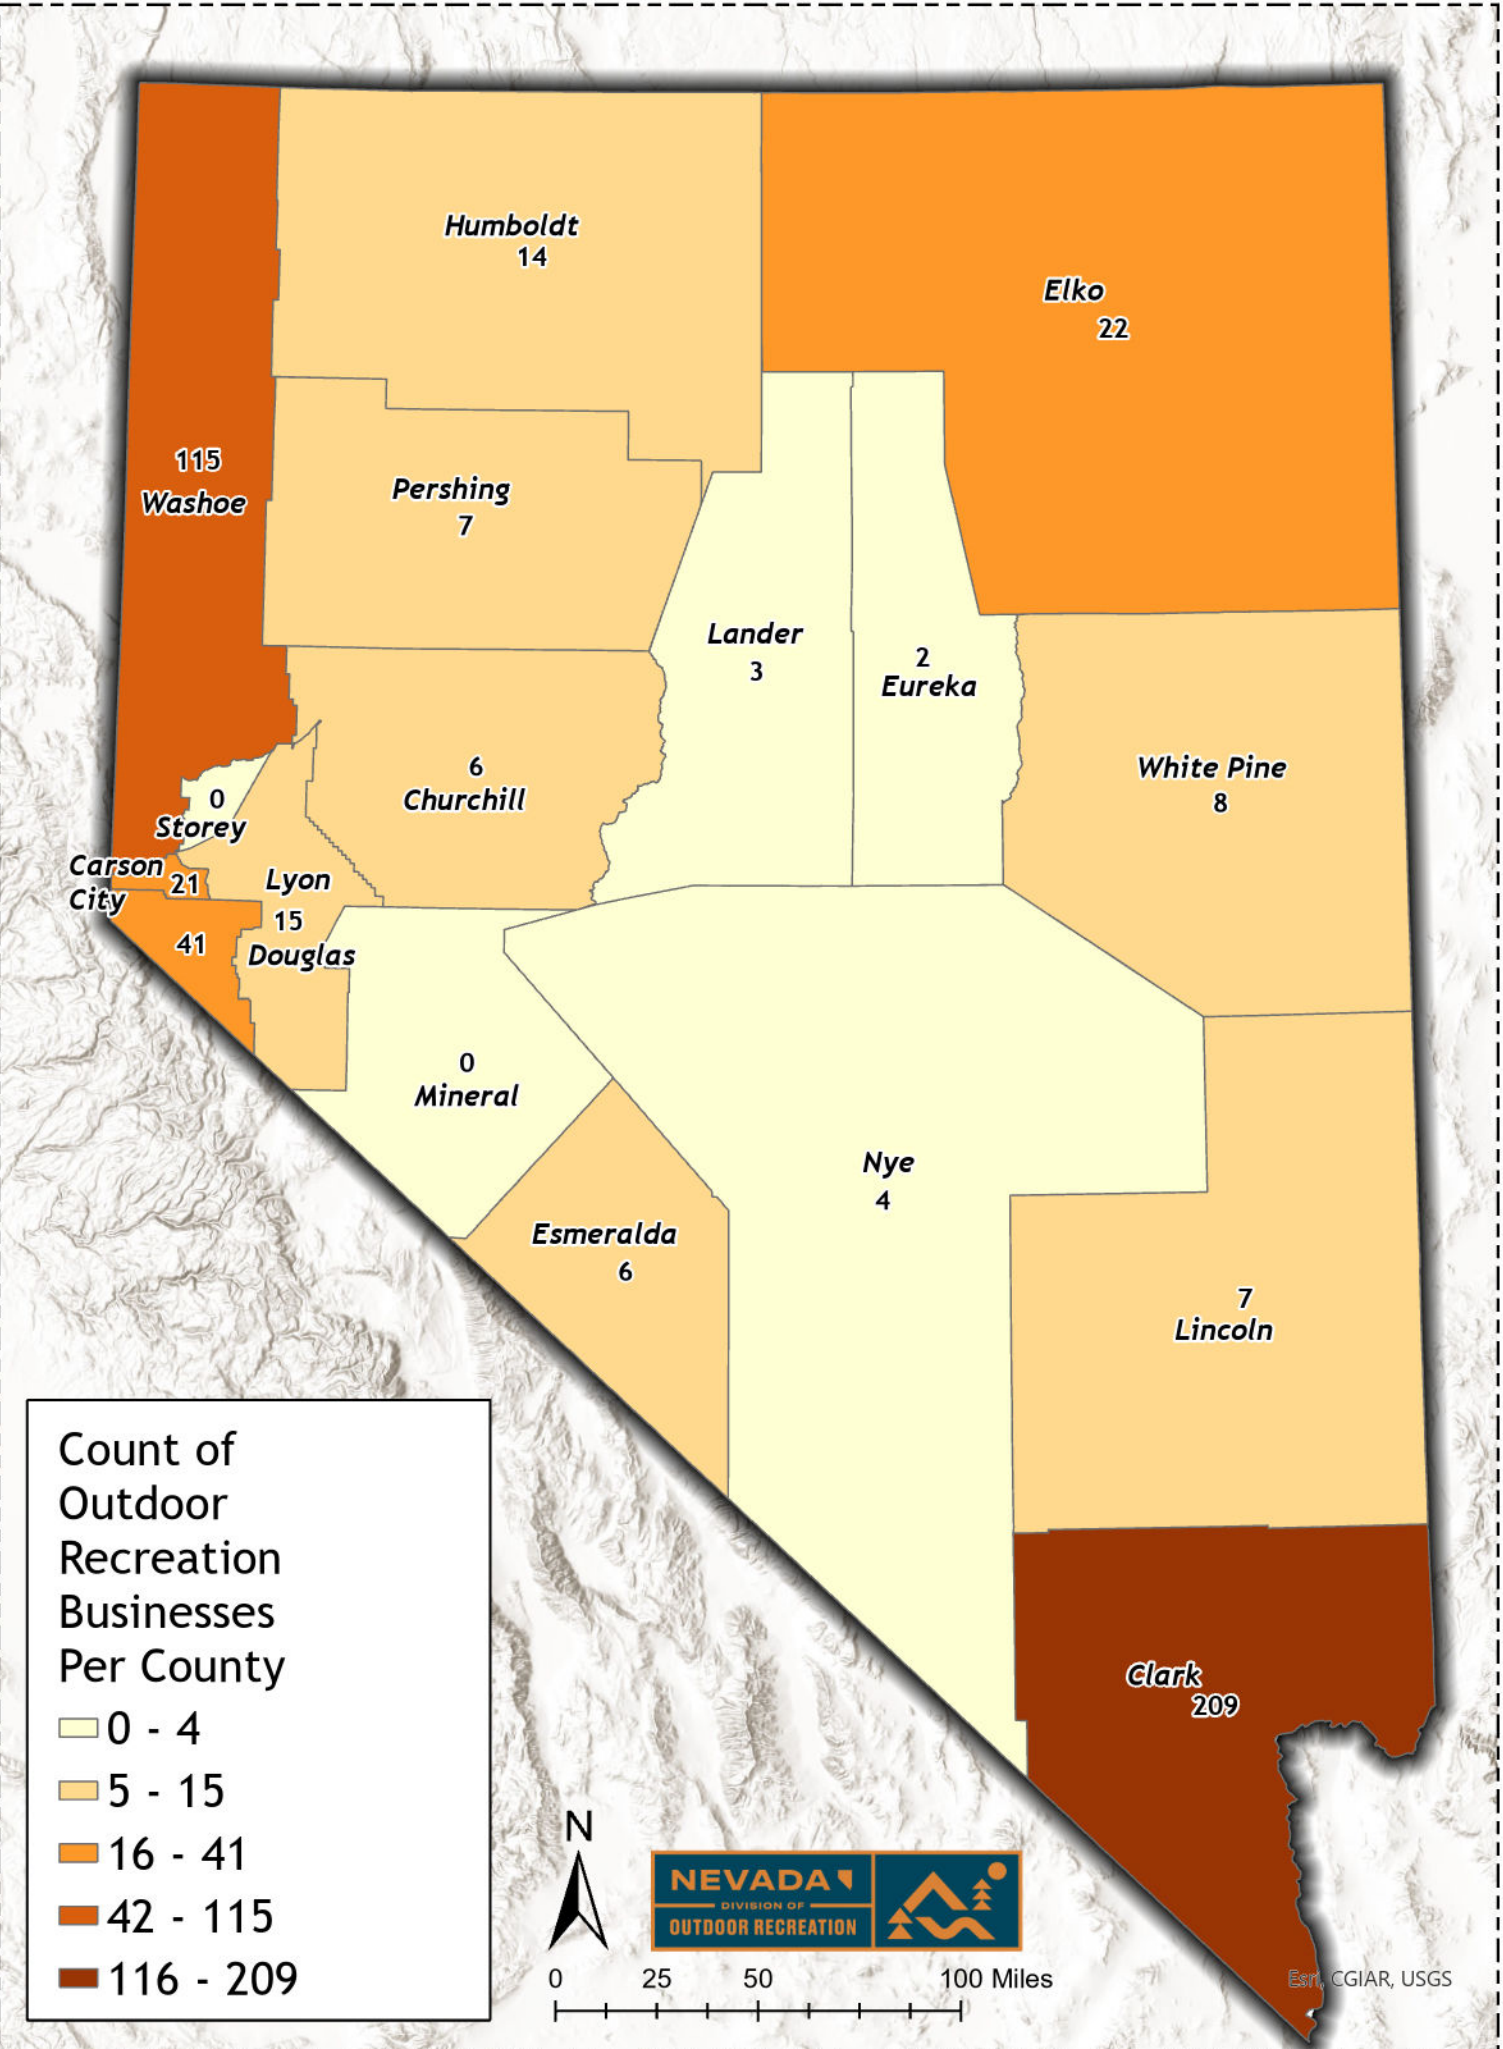 Humboldt
14
Elko
22
115
Washoe
Pershing
7
Lander
3
2
Eureka
White Pine
8
6
Churchill
0
Storey
Carson
City
21
Lyon
15
41
Douglas
0
Mineral
Nye
4
Esmeralda
6
7
Lincoln
Clark
209
Count of
Outdoor
Recreation
Businesses
Per County
0 - 4
5 - 15
16 - 41
42 - 115
116 - 209
N
NEVADA
DIVISION OF
OUTDOOR RECREATION
0 25 50 100 Miles
Esri, CGIAR, USGS